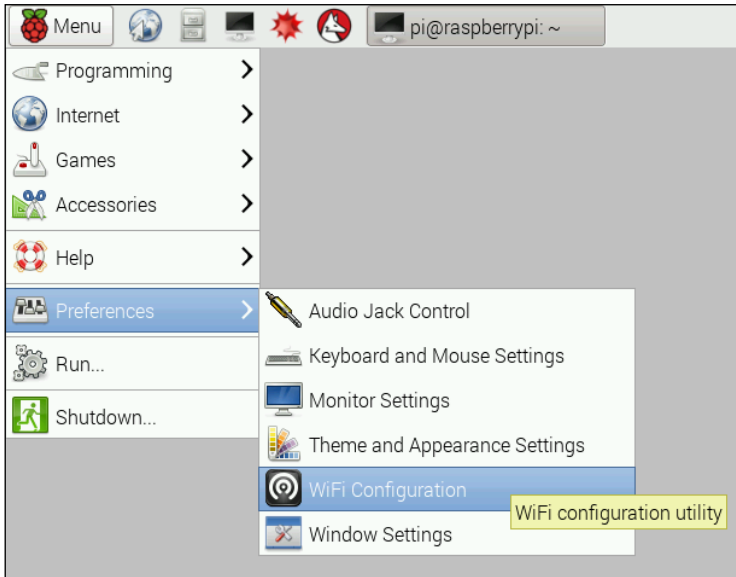 Menu
pi@raspberrypi: ~
Programming
Internet
Games
Accessories
Help
Preferences
Run...
Shutdown...
Audio Jack Control
Keyboard and Mouse Settings
Monitor Settings
Theme and Appearance Settings
WiFi Configuration
WiFi configuration utility
Window Settings